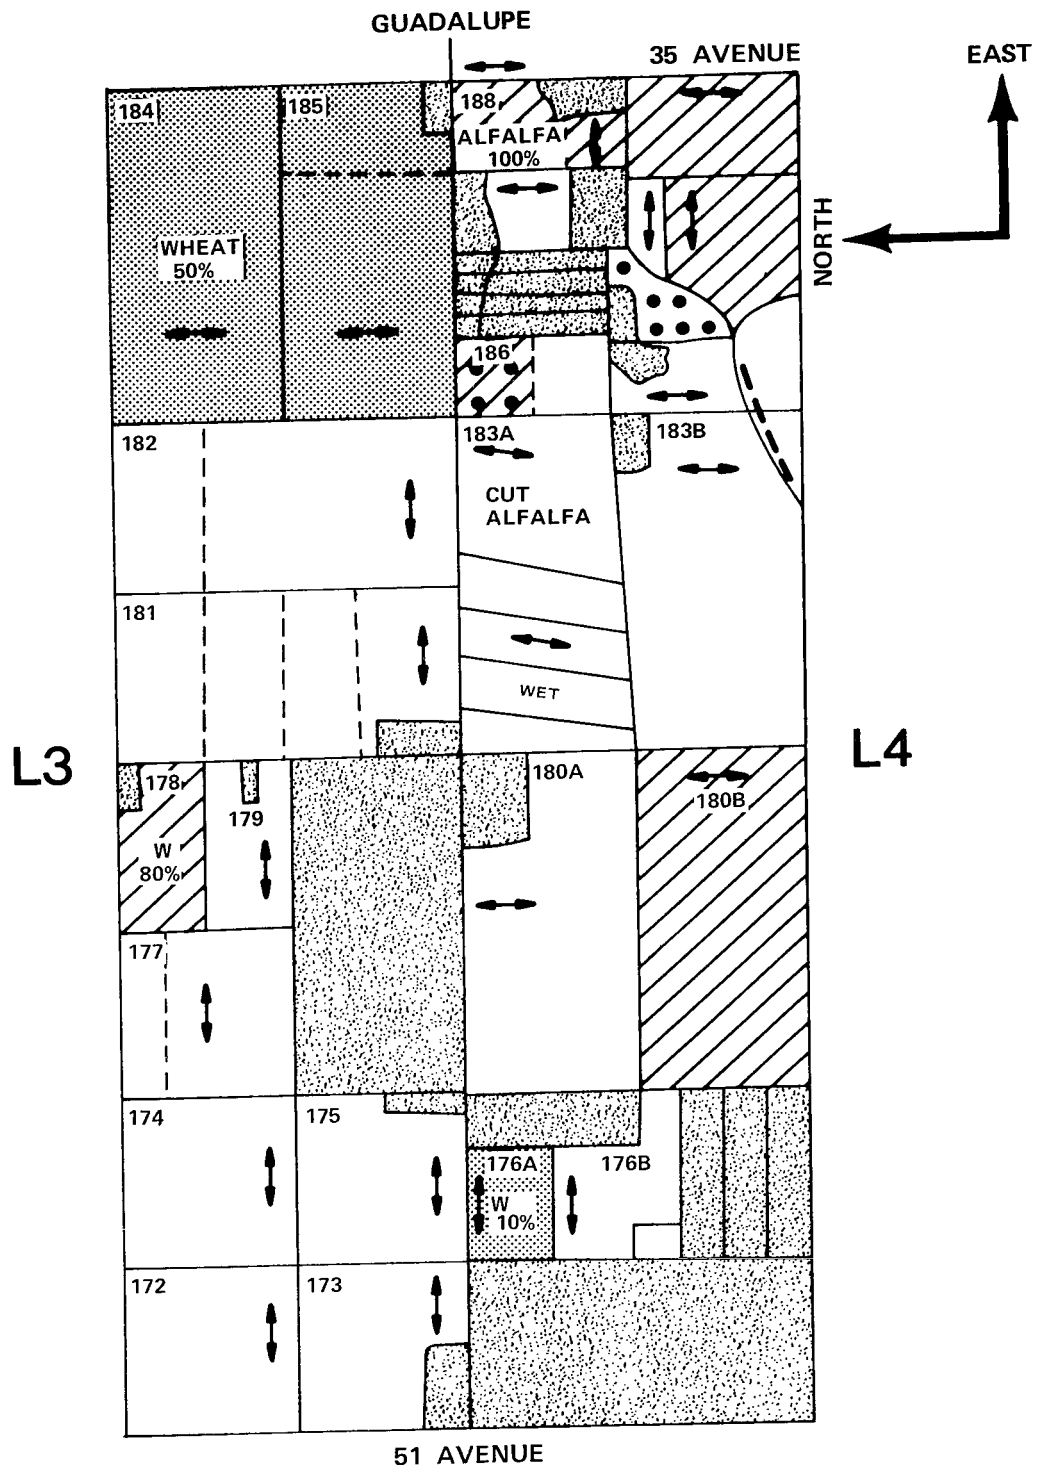 GUADALUPE
35 AVENUE
EAST
184
185
188
ALFALFA
100%
NORTH
WHEAT
50%
186
182
183A
183B
CUT
ALFALFA
181
WET
L3
L4
178
180A
180B
179
W
80%
177
174
175
176A
176B
W
10%
172
173
51 AVENUE